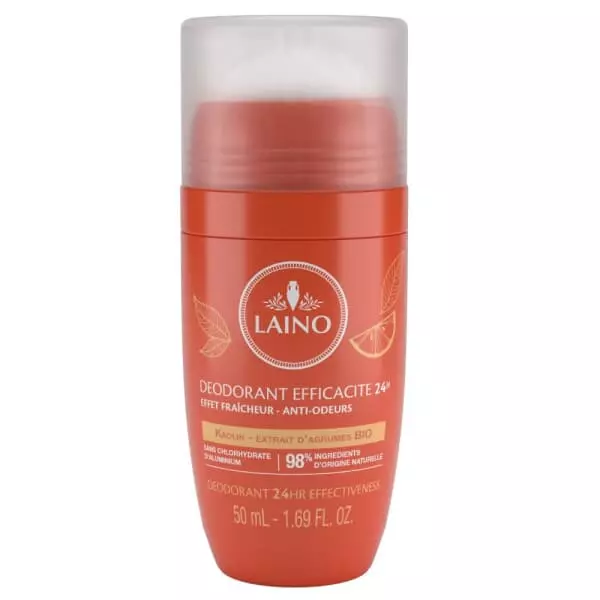 LAINO
DEODORANT EFFICACITE 24H
EFFET FRAÎCHEUR - ANTI-ODEURS
KAOLIN - EXTRAIT D'AGRUMES BIO
SANS CHLORHYDRATE
D'ALUMINIUM
98% INGREDIENTS
D'ORIGINE NATURELLE
DEODORANT 24HR EFFECTIVENESS
50 mL - 1.69 FL. OZ.